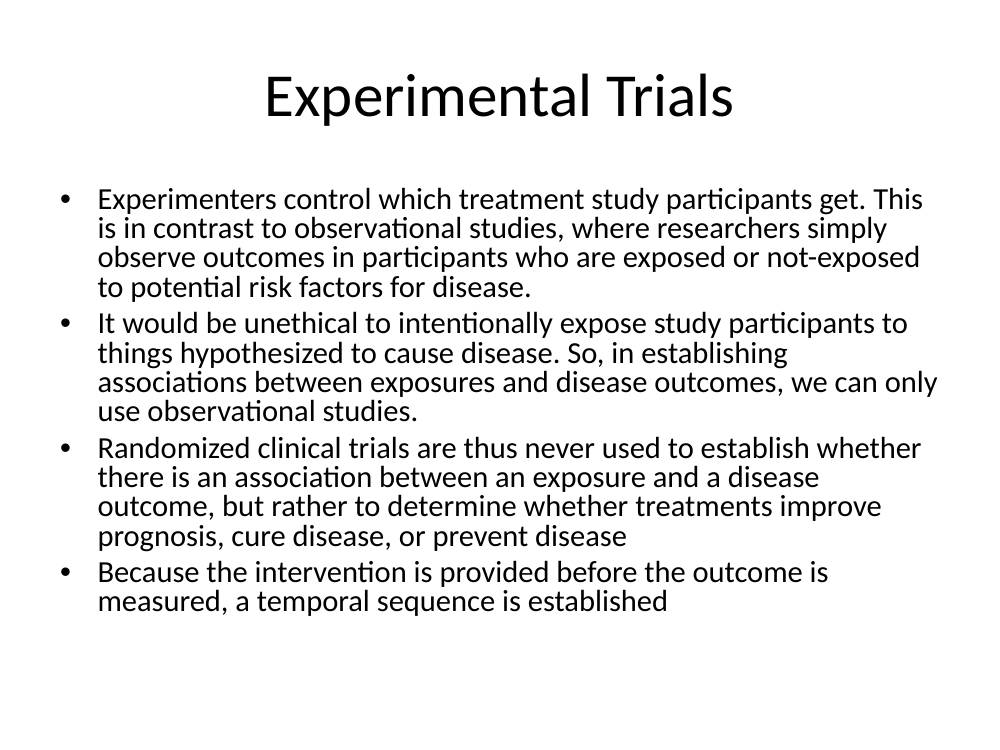 Experimental Trials
• Experimenters control which treatment study participants get. This
is in contrast to observational studies, where researchers simply
observe outcomes in participants who are exposed or not-exposed
to potential risk factors for disease.
• It would be unethical to intentionally expose study participants to
things hypothesized to cause disease. So, in establishing
associations between exposures and disease outcomes, we can only
use observational studies.
• Randomized clinical trials are thus never used to establish whether
there is an association between an exposure and a disease
outcome, but rather to determine whether treatments improve
prognosis, cure disease, or prevent disease
• Because the intervention is provided before the outcome is
measured, a temporal sequence is established